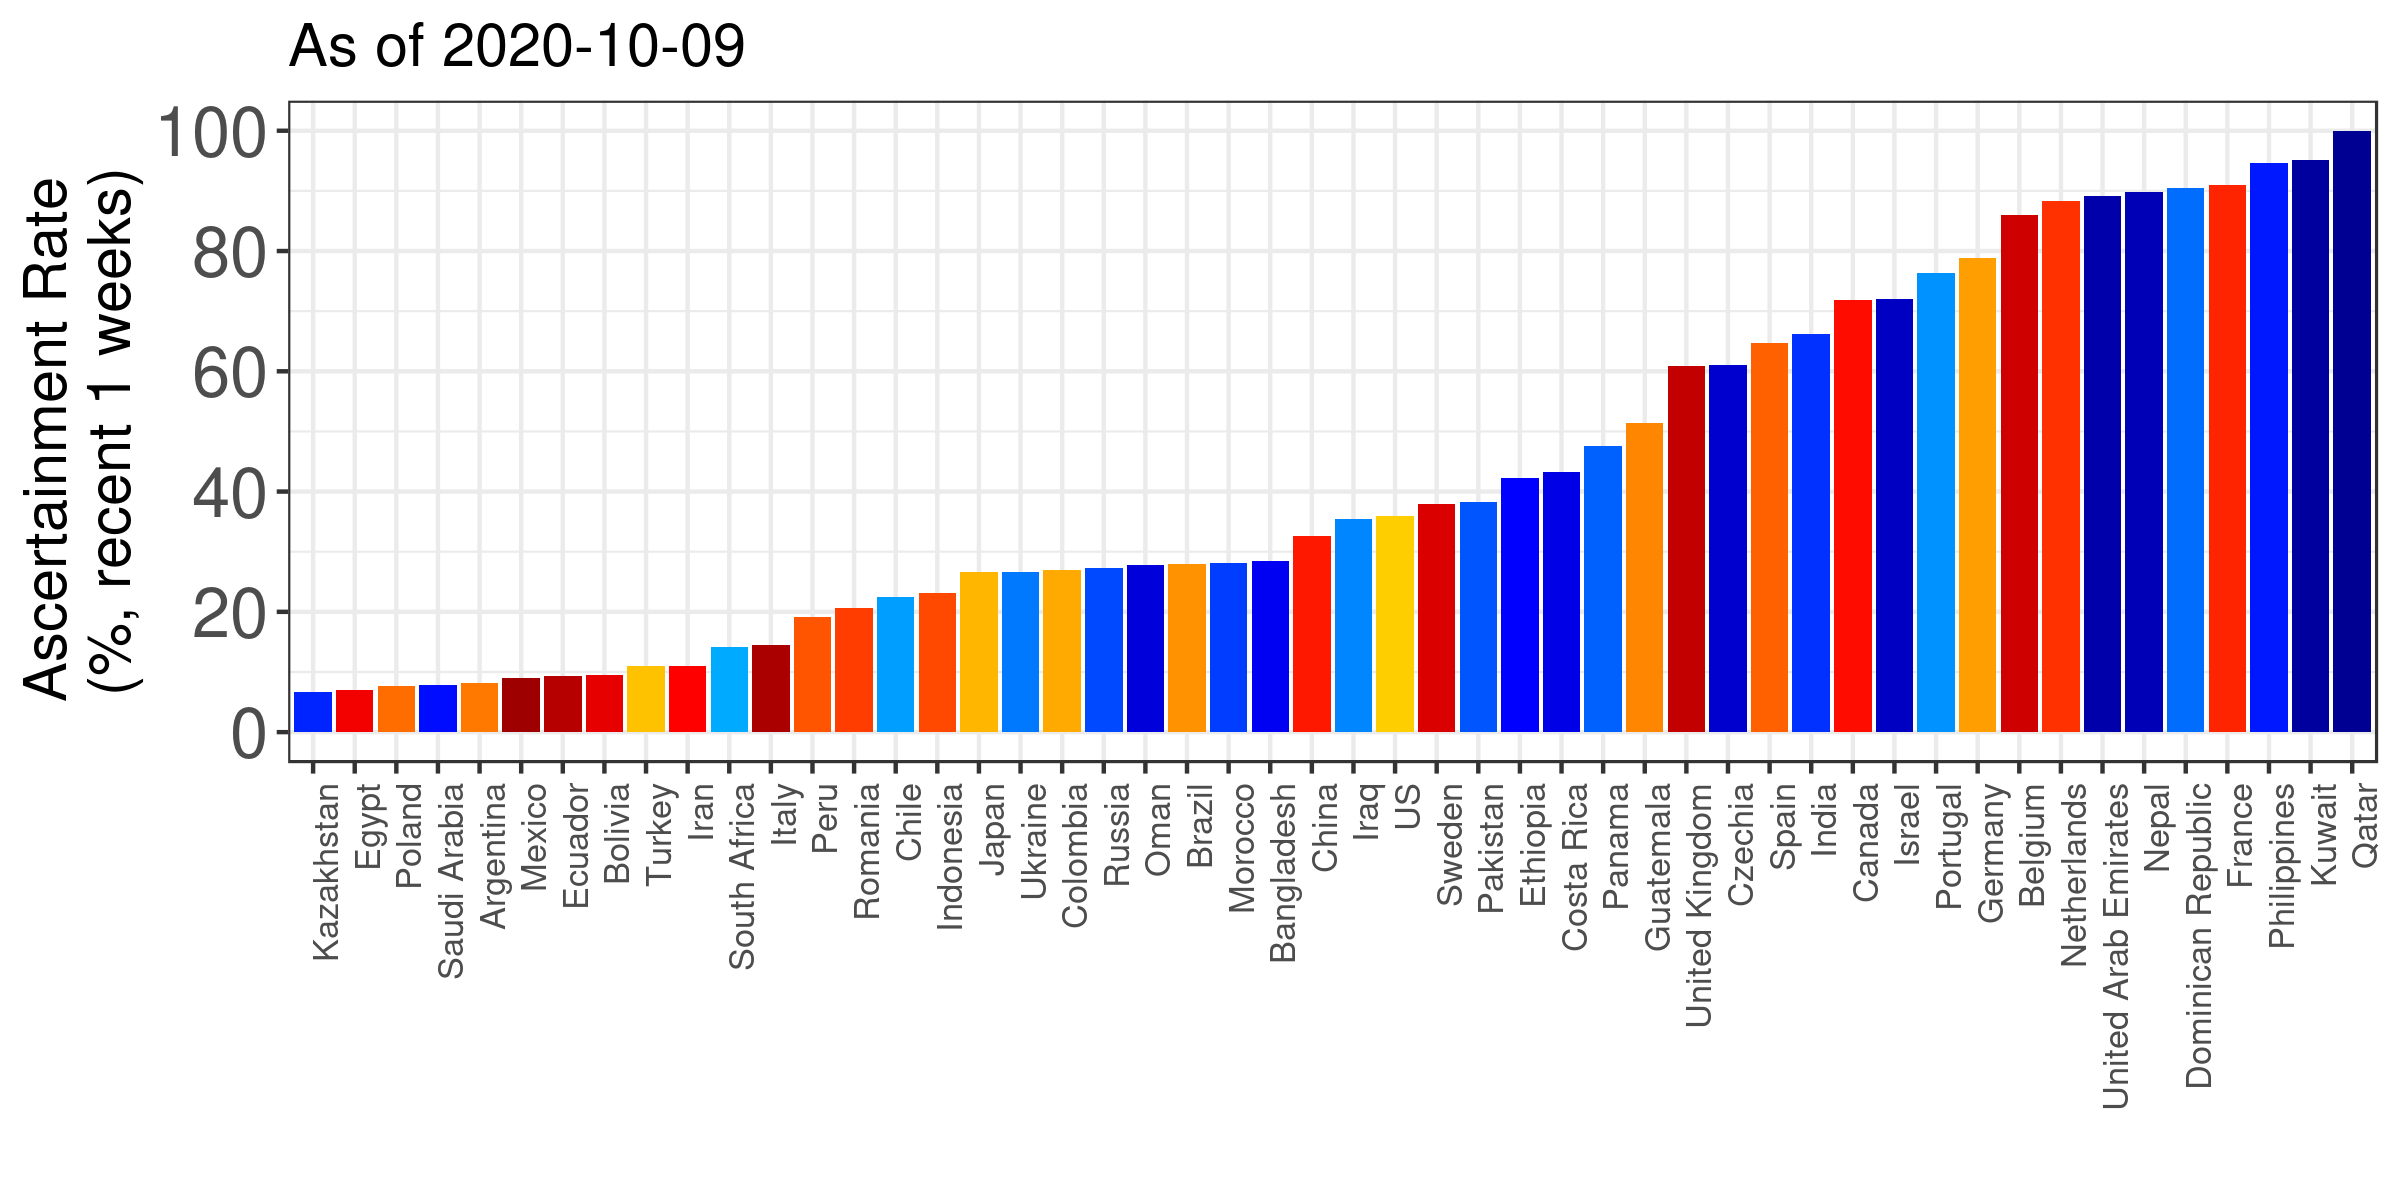 As of 2020-10-09
Ascertainment Rate
(%, recent 1 weeks)
100
80
60
40
20
0
Kazakhstan
Egypt
Poland
Saudi Arabia
Argentina
Mexico
Ecuador
Bolivia
Turkey
Iran
South Africa
Italy
Peru
Romania
Chile
Indonesia
Japan
Ukraine
Colombia
Russia
Oman
Brazil
Morocco
Bangladesh
China
Iraq
US
Sweden
Pakistan
Ethiopia
Costa Rica
Panama
Guatemala
United Kingdom
Czechia
Spain
India
Canada
Israel
Portugal
Germany
Belgium
Netherlands
United Arab Emirates
Nepal
Dominican Republic
France
Philippines
Kuwait
Qatar